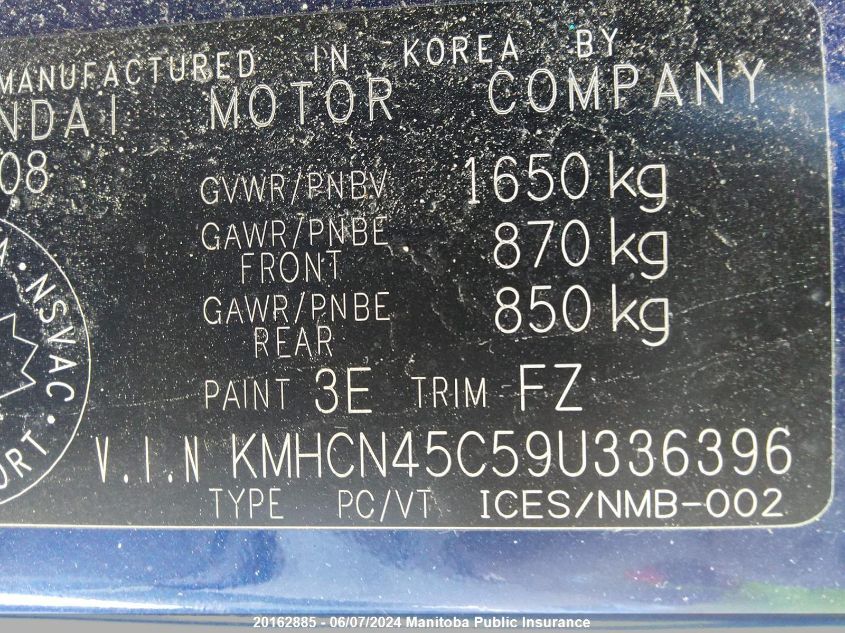 MANUFACTURED IN KOREA BY
NDAI MOTOR COMPANY
08
GVWR/PNBV 1650 kg
GAWR/PNBE FRONT 870 kg
GAWR/PNBE REAR 850 kg
PAINT 3E TRIM FZ
V.I.N KMHCN45C59U336396
TYPE PC/VT ICES/NMB-002
M•NSVAC•
ORT•
20162885 - 06/07/2024 Manitoba Public Insurance